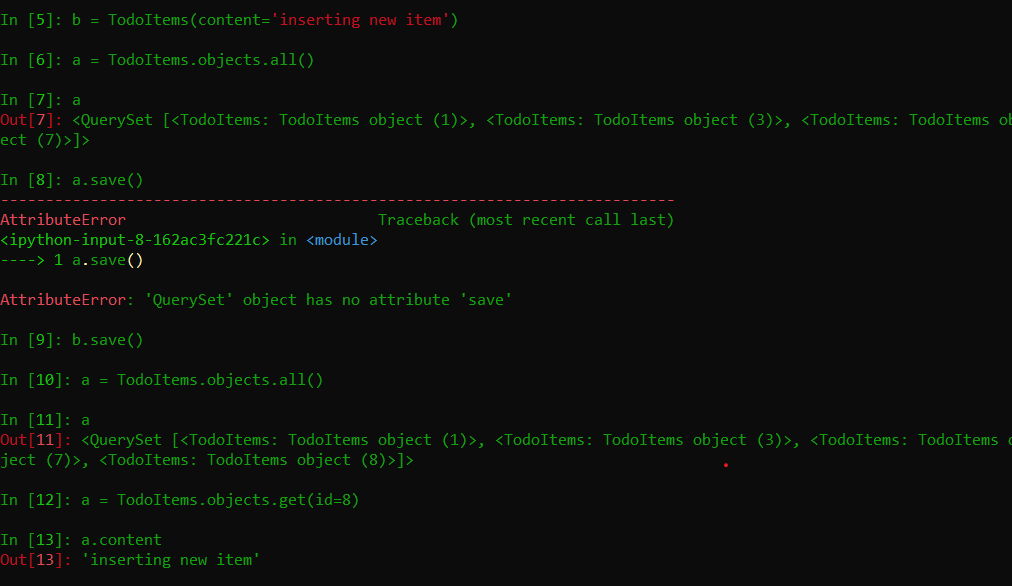 In [5]: b = TodoItems(content='inserting new item')
In [6]: a = TodoItems.objects.all()
In [7]: a
Out[7]: <QuerySet [<TodoItems: TodoItems object (1)>, <TodoItems: TodoItems object (3)>, <TodoItems: TodoItems ob
ect (7)>]>
In [8]: a.save()
---------------------------------------------------------------------------
AttributeError                            Traceback (most recent call last)
<ipython-input-8-162ac3fc221c> in <module>
----> 1 a.save()
AttributeError: 'QuerySet' object has no attribute 'save'
In [9]: b.save()
In [10]: a = TodoItems.objects.all()
In [11]: a
Out[11]: <QuerySet [<TodoItems: TodoItems object (1)>, <TodoItems: TodoItems object (3)>, <TodoItems: TodoItems o
ject (7)>, <TodoItems: TodoItems object (8)>]>
In [12]: a = TodoItems.objects.get(id=8)
In [13]: a.content
Out[13]: 'inserting new item'